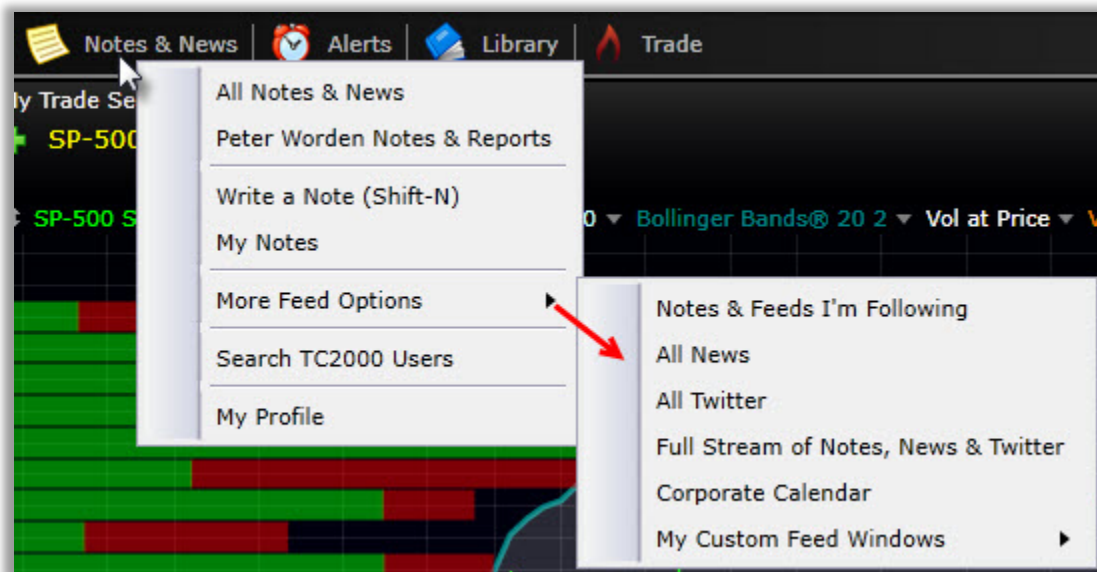 Notes & News Alerts Library Trade
My Trade Se
SP-500
SP-500 S 0 Bollinger Bands® 20 2 Vol at Price V
All Notes & News
Peter Worden Notes & Reports
Write a Note (Shift-N)
My Notes
More Feed Options
Search TC2000 Users
My Profile
Notes & Feeds I'm Following
All News
All Twitter
Full Stream of Notes, News & Twitter
Corporate Calendar
My Custom Feed Windows